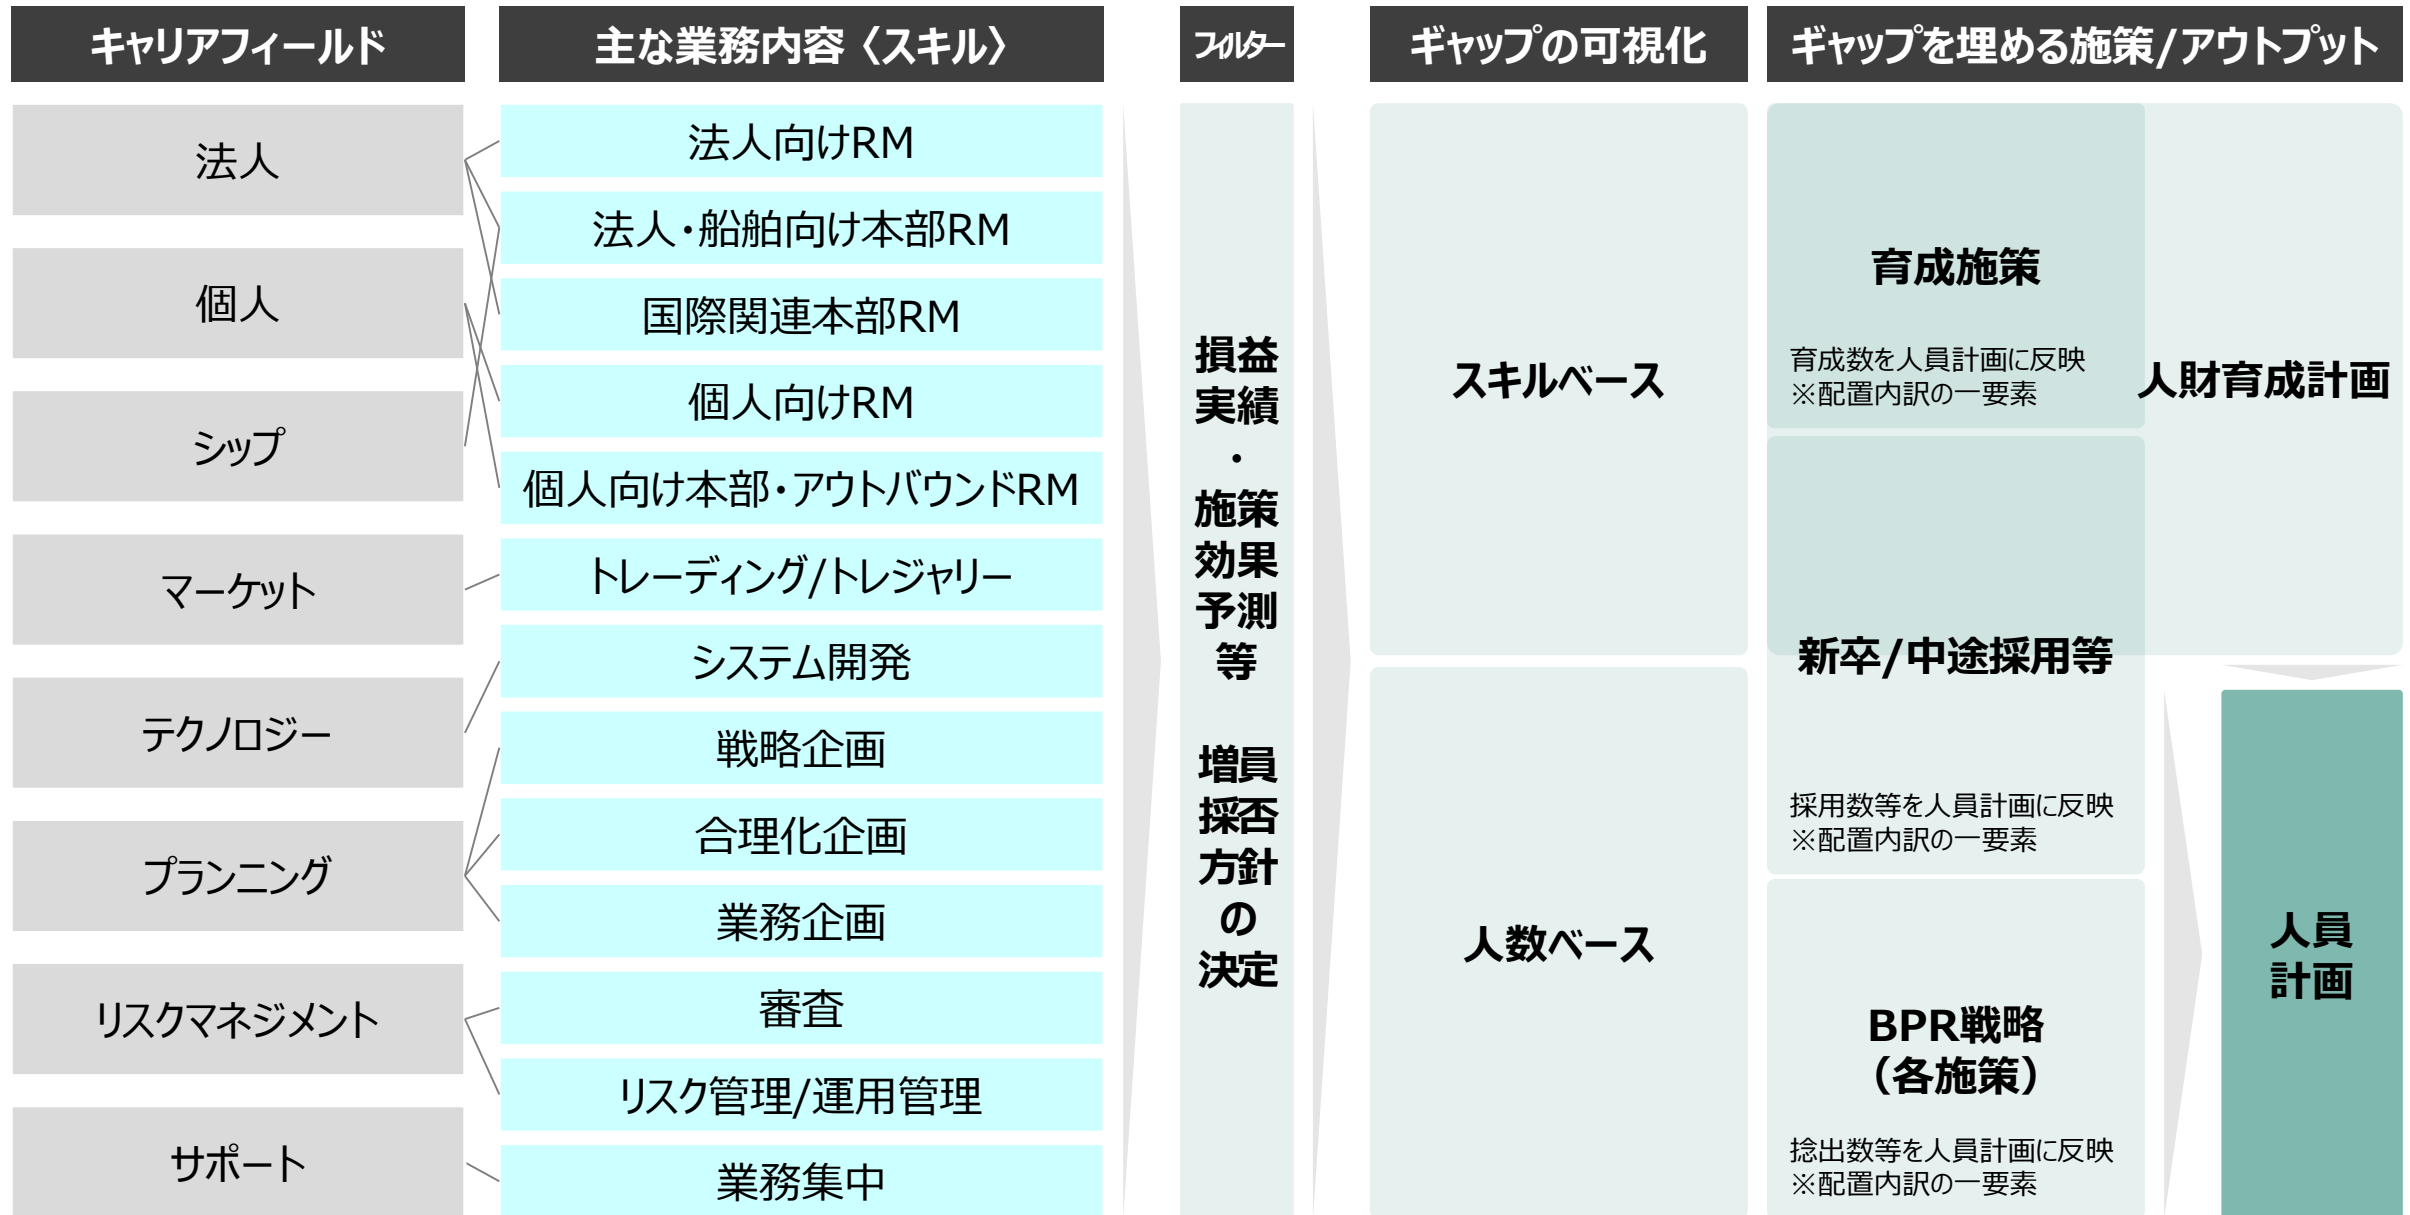 キャリアフィールド
主な業務内容〈スキル〉
フィルター
ギャップの可視化
ギャップを埋める施策/アウトプット
法人
個人
シップ
マーケット
テクノロジー
プランニング
リスクマネジメント
サポート
法人向けRM
法人・船舶向け本部RM
国際関連本部RM
個人向けRM
個人向け本部・アウトバウンドRM
トレーディング/トレジャリー
システム開発
戦略企画
合理化企画
業務企画
審査
リスク管理/運用管理
業務集中
損益
実績
・
施策
効果
予測
等
増員
採否
方針
の
決定
スキルベース
人数ベース
育成施策
育成数を人員計画に反映
※配置内訳の一要素
人財育成計画
新卒/中途採用等
採用数等を人員計画に反映
※配置内訳の一要素
BPR戦略
（各施策）
捻出数等を人員計画に反映
※配置内訳の一要素
人員
計画